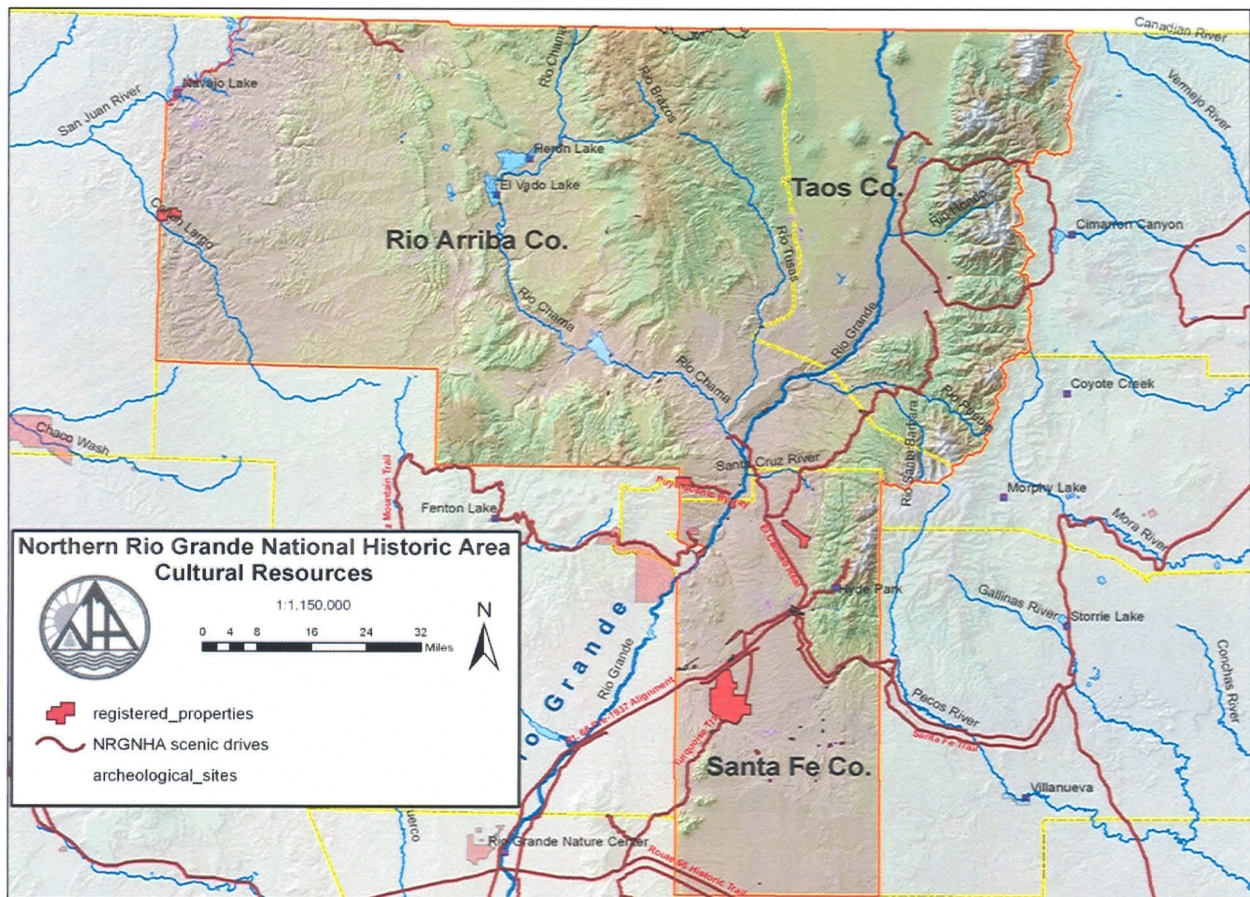 Canadian River
Vermejo River
Rio Chama
Rio Brazos
Navajo Lake
San Juan River
Heron Lake
El Vado Lake
Taos Co.
Rio Hondo
Cimarron Canyon
Rio Arriba Co.
Rio Tusas
Rio Chama
Rio Grande
Rio Chama
Coyote Creek
Rio Santa Barbara
Chaco Wash
Santa Cruz River
Morphy Lake
Mora River
Fenton Lake
Mountain Trail
Northern Rio Grande National Historic Area
Cultural Resources
1:1,150,000
N
0 4 8 16 24 32
Miles
registered_properties
NRGNHA scenic drives
archeological_sites
Hyde Park
Gallinas River
Storrie Lake
Conchas River
Rio Grande
Grande
Pecos River
Santa Fe Trail
Santa Fe Co.
Villanueva
Rio Grande Nature Center
Route 66 Historic Trail